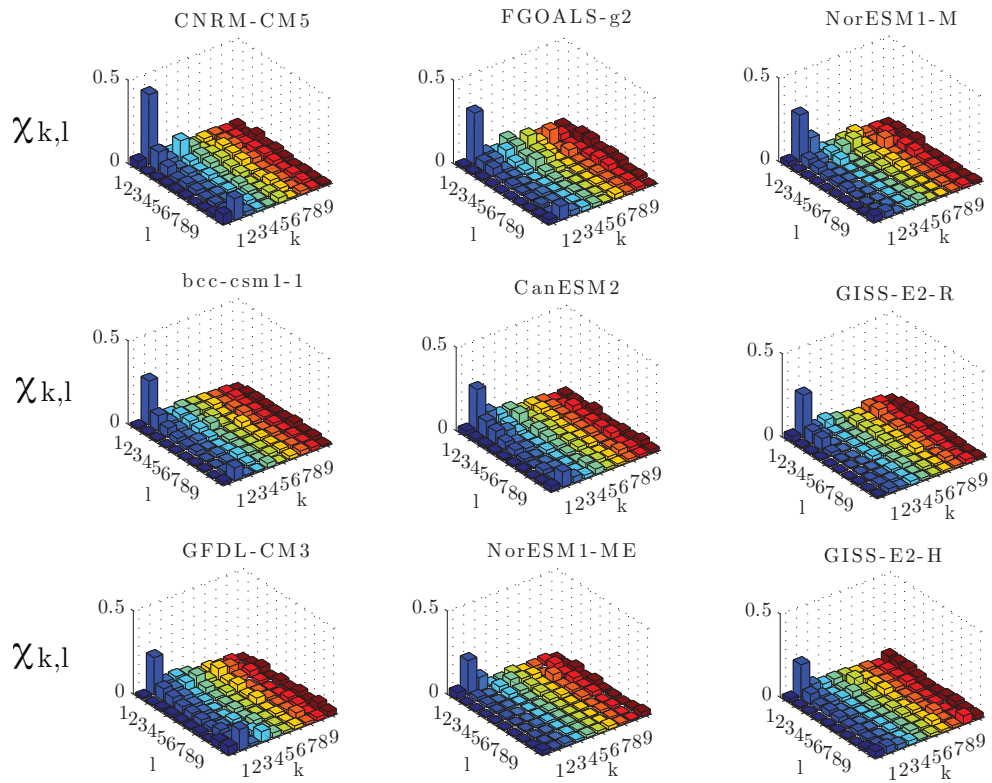 CNRM-CM5 FGOALS-g2 NorESM1-M
χk,l 0.5 0.5 0.5
0 0 0
123456789 123456789 123456789
l 123456789 k l 123456789 k l 123456789 k
bcc-csm1-1 CanESM2 GISS-E2-R
χk,l 0.5 0.5 0.5
0 0 0
123456789 123456789 123456789
l 123456789 k l 123456789 k l 123456789 k
GFDL-CM3 NorESM1-ME GISS-E2-H
χk,l 0.5 0.5 0.5
0 0 0
123456789 123456789 123456789
l 123456789 k l 123456789 k l 123456789 k